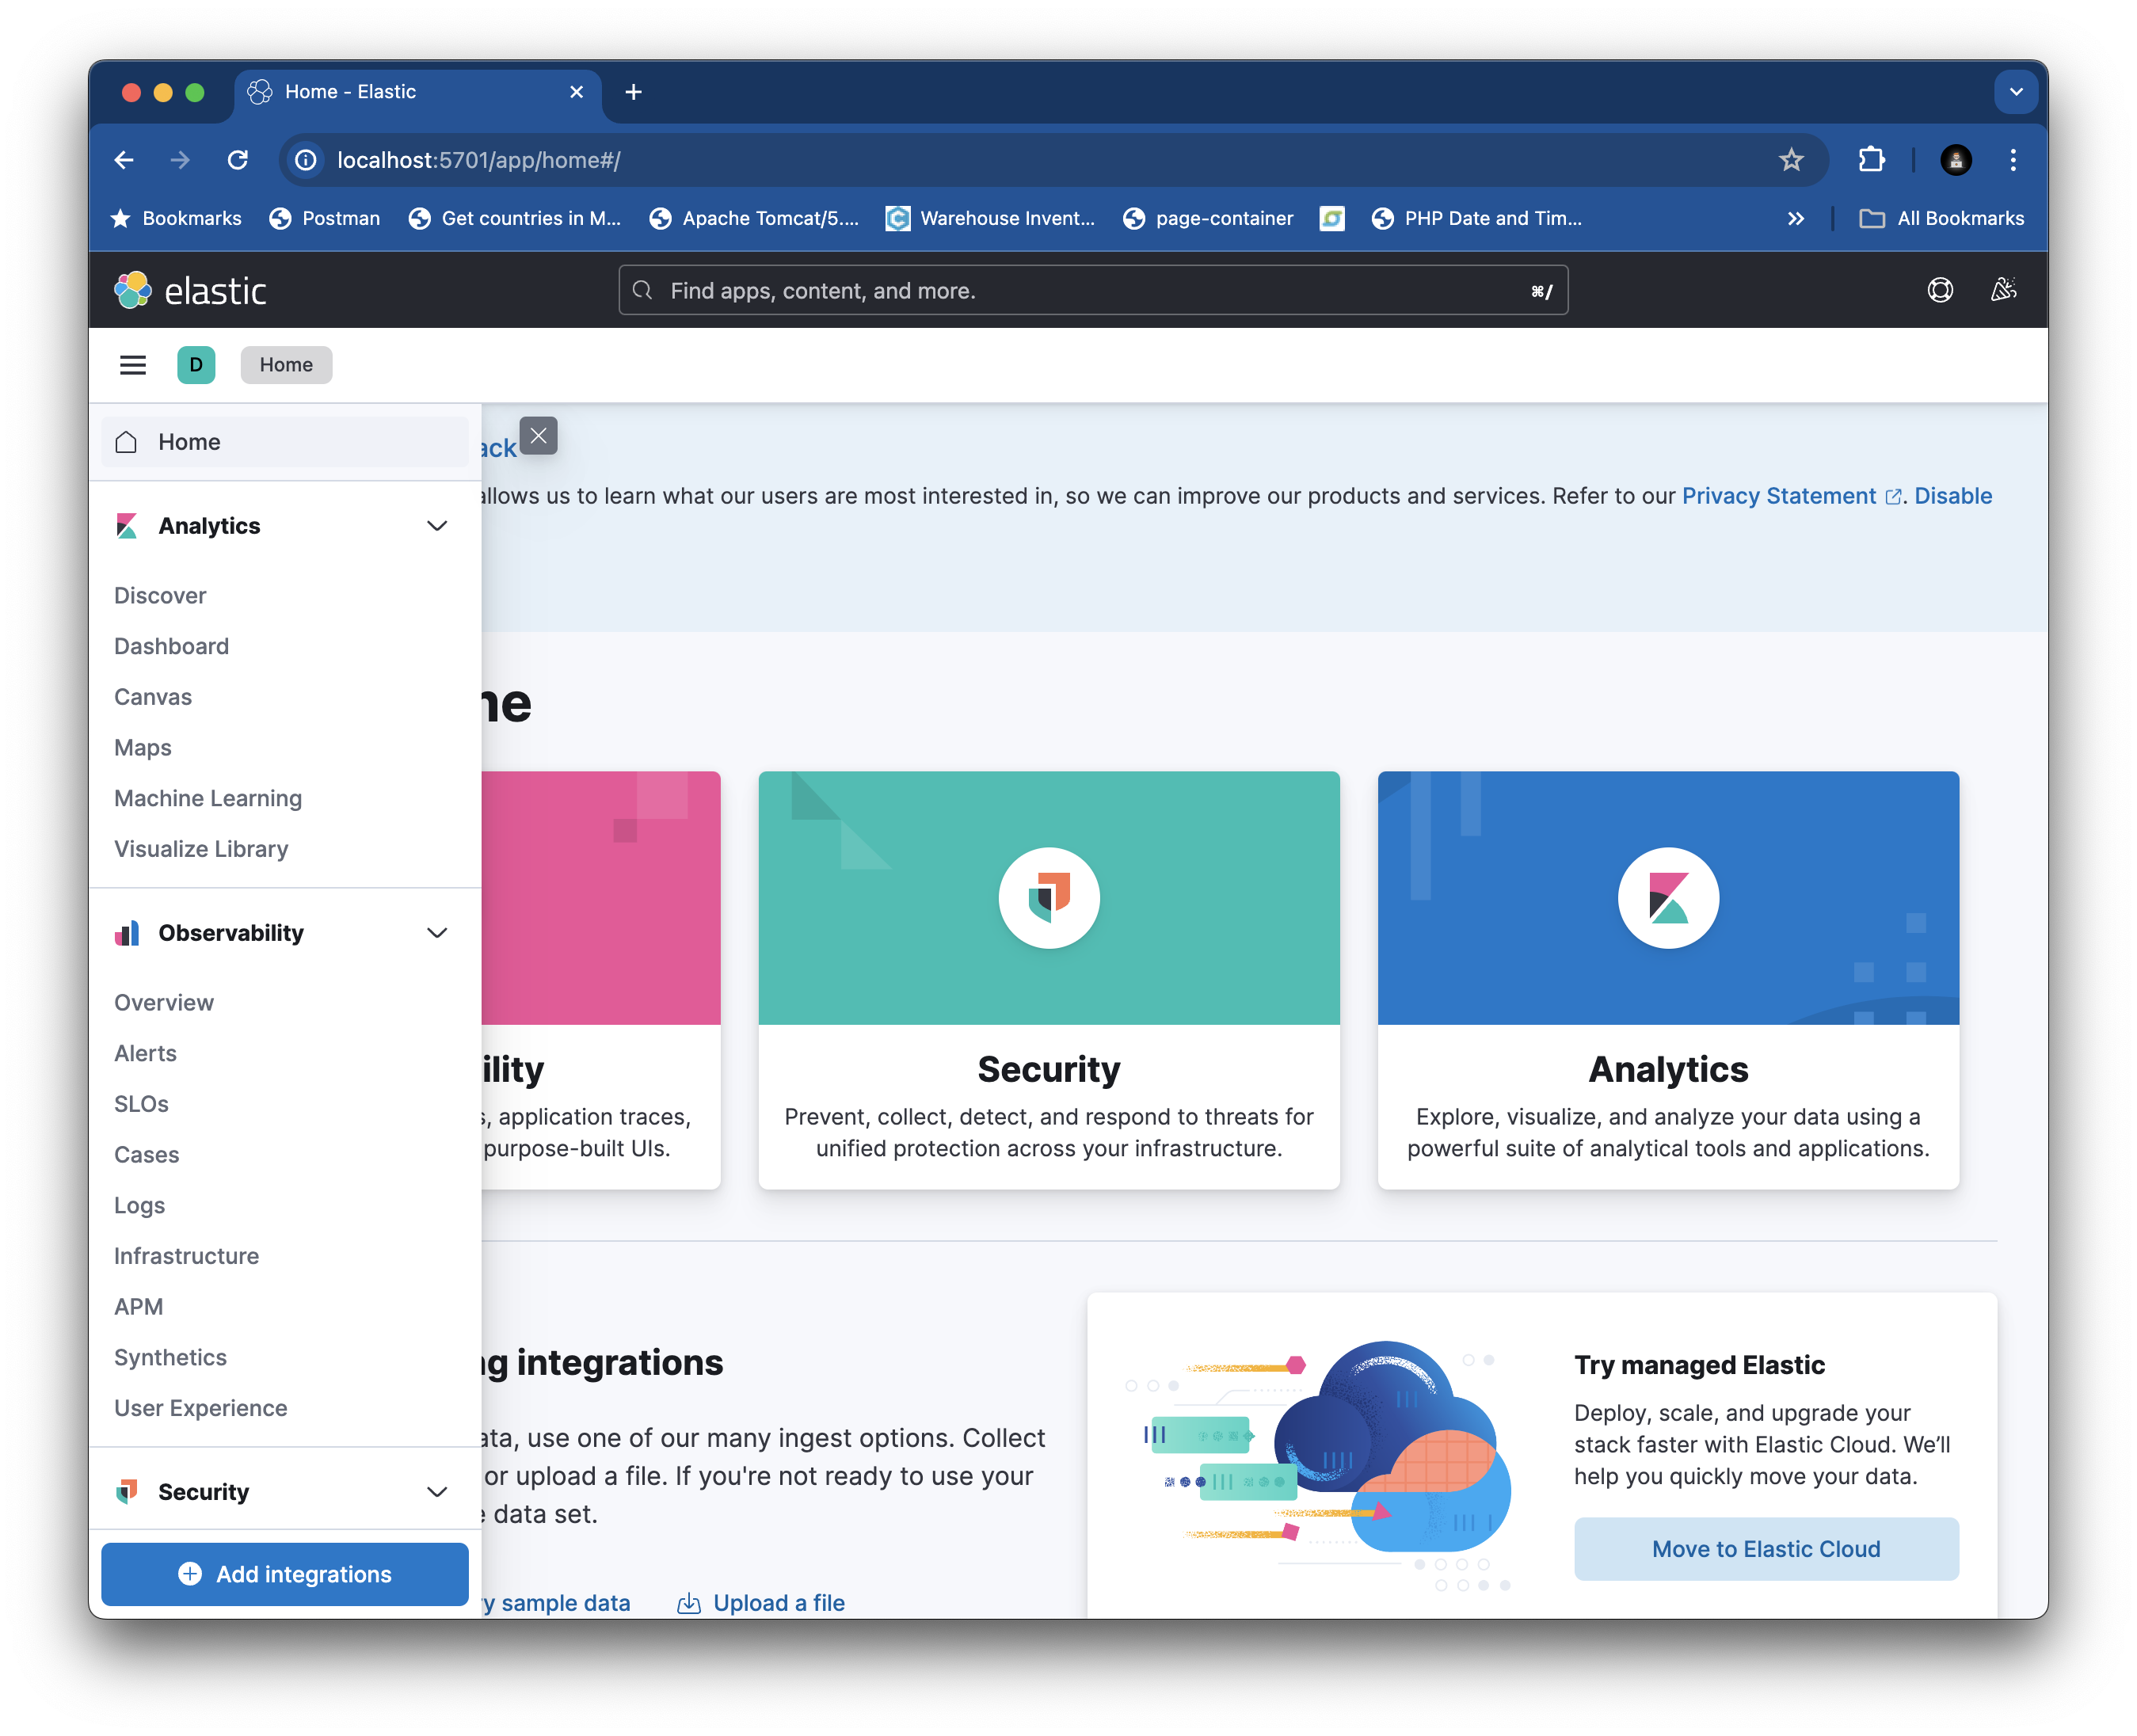 Home - Elastic
localhost:5701/app/home#/
Bookmarks
Postman
Get countries in M...
Apache Tomcat/5....
Warehouse Invent...
page-container
PHP Date and Tim...
All Bookmarks
elastic
Find apps, content, and more.
⌘/
D
Home
Home
Analytics
Discover
Dashboard
Canvas
Maps
Machine Learning
Visualize Library
Observability
Overview
Alerts
SLOs
Cases
Logs
Infrastructure
APM
Synthetics
User Experience
Security
Add integrations
ack
allows us to learn what our users are most interested in, so we can improve our products and services. Refer to our Privacy Statement. Disable
me
ility
s, application traces,
purpose-built UIs.
Security
Prevent, collect, detect, and respond to threats for
unified protection across your infrastructure.
Analytics
Explore, visualize, and analyze your data using a
powerful suite of analytical tools and applications.
ng integrations
ata, use one of our many ingest options. Collect
or upload a file. If you're not ready to use your
e data set.
y sample data
Upload a file
Try managed Elastic
Deploy, scale, and upgrade your
stack faster with Elastic Cloud. We’ll
help you quickly move your data.
Move to Elastic Cloud